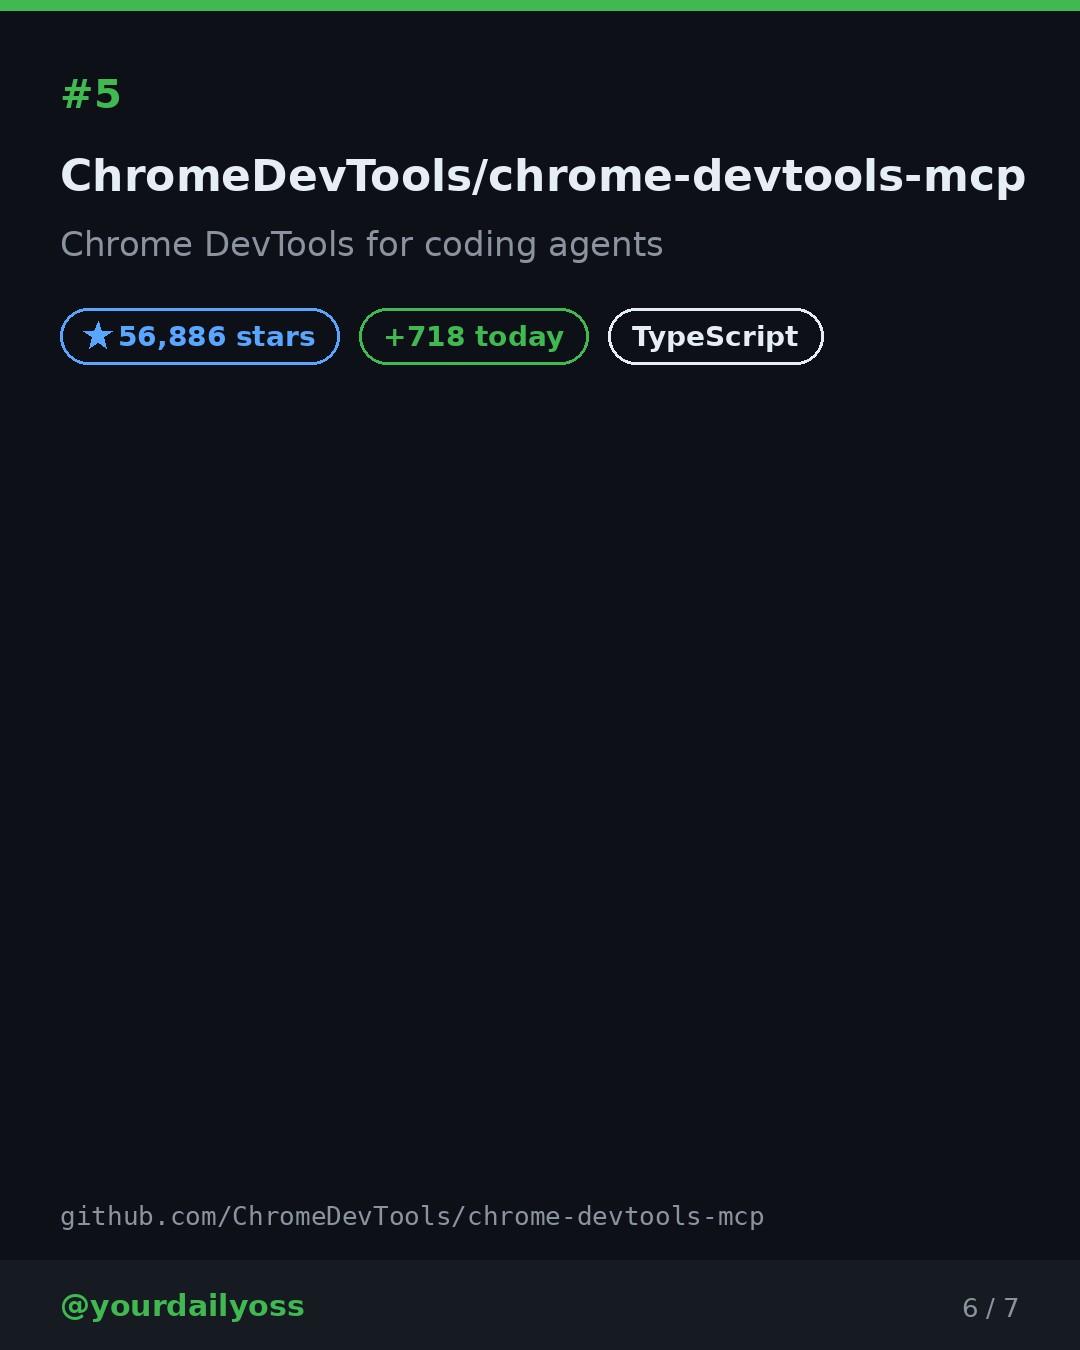 #5
ChromeDevTools/chrome-devtools-mcp
Chrome DevTools for coding agents
★ 56,886 stars +718 today TypeScript
github.com/ChromeDevTools/chrome-devtools-mcp
@yourdailyoss 6 / 7